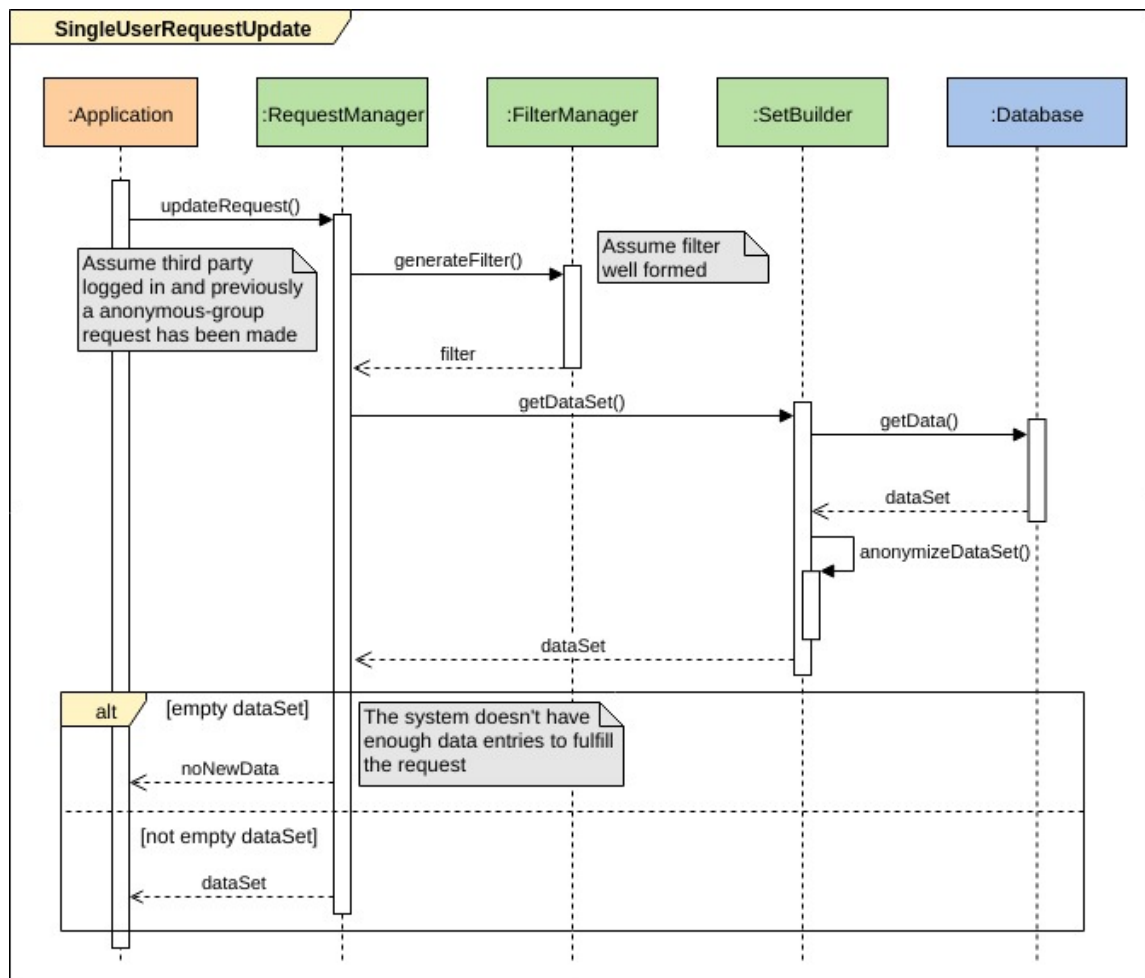 SingleUserRequestUpdate
:Application
:RequestManager
:FilterManager
:SetBuilder
:Database
updateRequest()
Assume third party
logged in and previously
a anonymous-group
request has been made
generateFilter()
Assume filter
well formed
filter
getDataSet()
getData()
dataSet
anonymizeDataSet()
dataSet
alt
[empty dataSet]
The system doesn't have
enough data entries to fulfill
the request
noNewData
[not empty dataSet]
dataSet